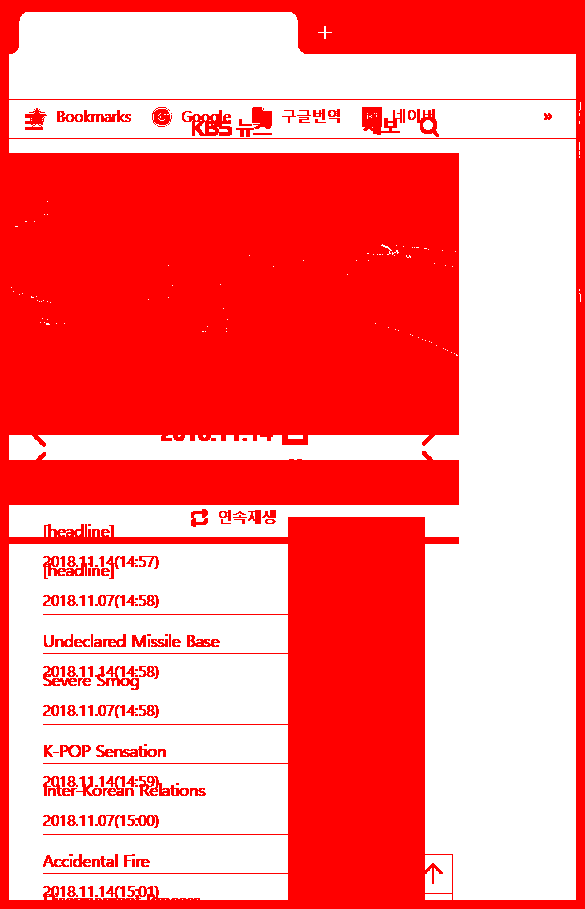 Bookmarks Google 구글번역 네이버 »
KBS 뉴스 제보
2018.11.14
연속재생
[headline]
2018.11.14(14:57)
[headline]
2018.11.07(14:58)
Undeclared Missile Base
2018.11.14(14:58)
Severe Smog
2018.11.07(14:58)
K-POP Sensation
2018.11.14(14:59)
Inter-Korean Relations
2018.11.07(15:00)
Accidental Fire
2018.11.14(15:01)